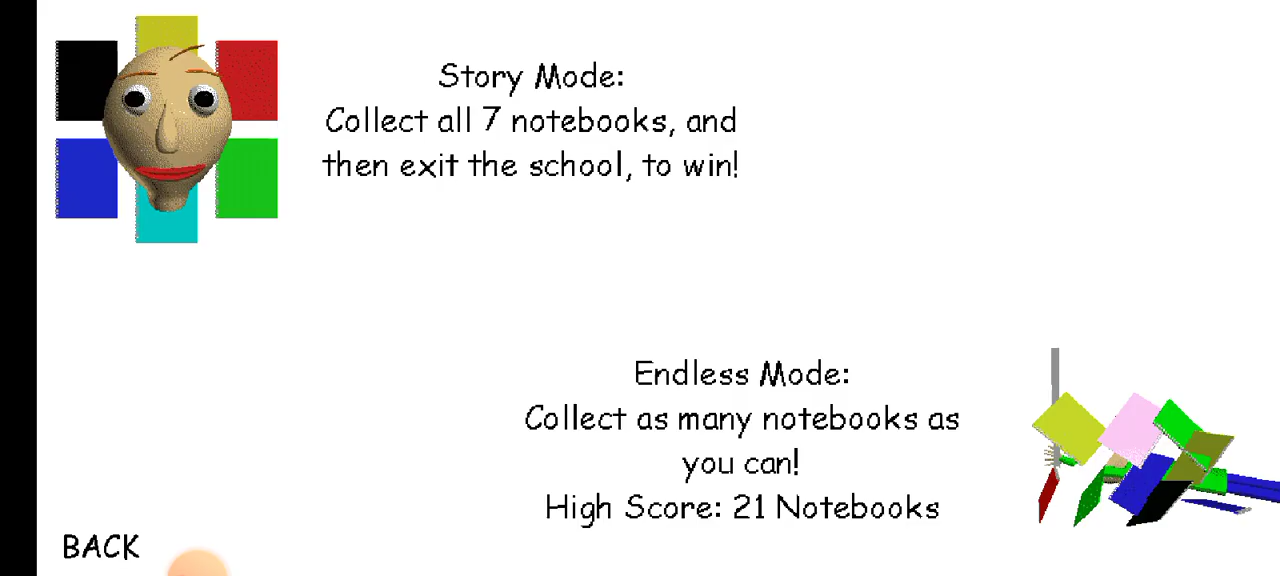 Story Mode:
Collect all 7 notebooks, and
then exit the school, to win!
Endless Mode:
Collect as many notebooks as
you can!
High Score: 21 Notebooks
BACK